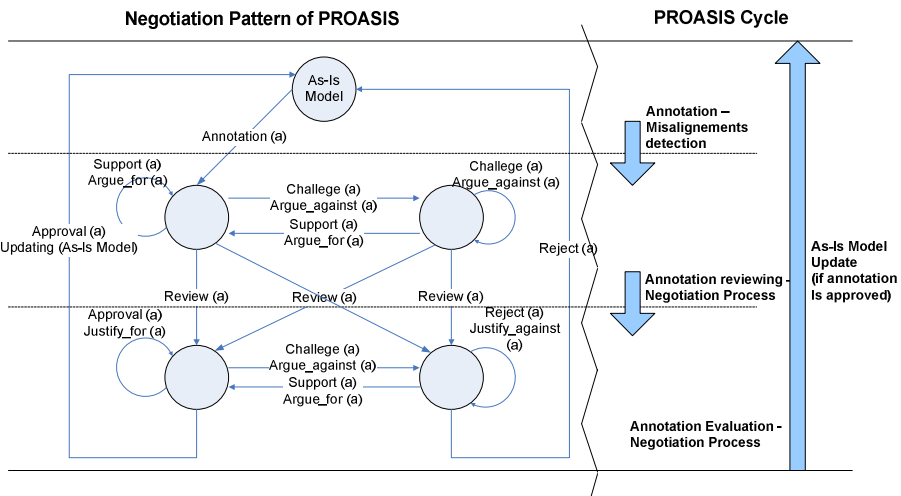 Negotiation Pattern of PROASIS
PROASIS Cycle
As-Is
Model
Annotation (a)
Annotation –
Misalignements
detection
Support (a)
Argue_for (a)
Challege (a)
Argue_against (a)
Challege (a)
Argue_against (a)
Support (a)
Argue_for (a)
Approval (a)
Updating (As-Is Model)
Reject (a)
As-Is Model
Update
(if annotation
Is approved)
Review (a)
Review (a)
Review (a)
Annotation reviewing -
Negotiation Process
Approval (a)
Justify_for (a)
Reject (a)
Justify_against
(a)
Challege (a)
Argue_against (a)
Support (a)
Argue_for (a)
Annotation Evaluation -
Negotiation Process